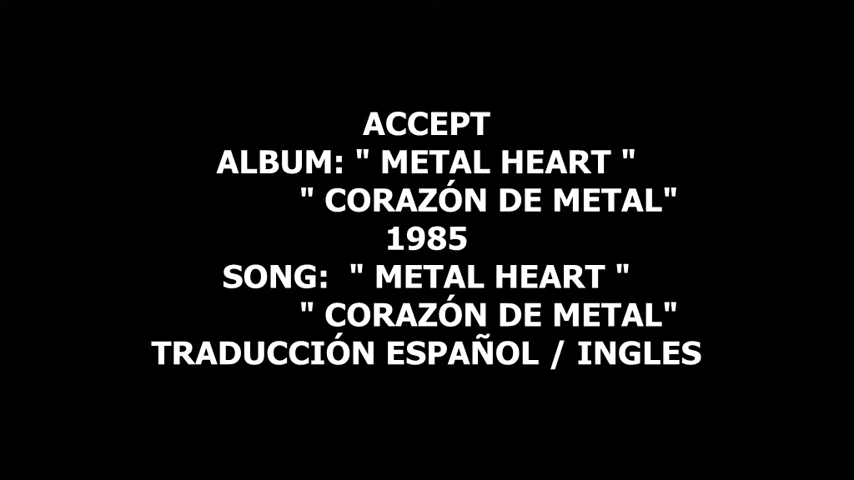 ACCEPT
ALBUM: " METAL HEART "
" CORAZÓN DE METAL"
1985
SONG: " METAL HEART "
" CORAZÓN DE METAL"
TRADUCCIÓN ESPAÑOL / INGLES